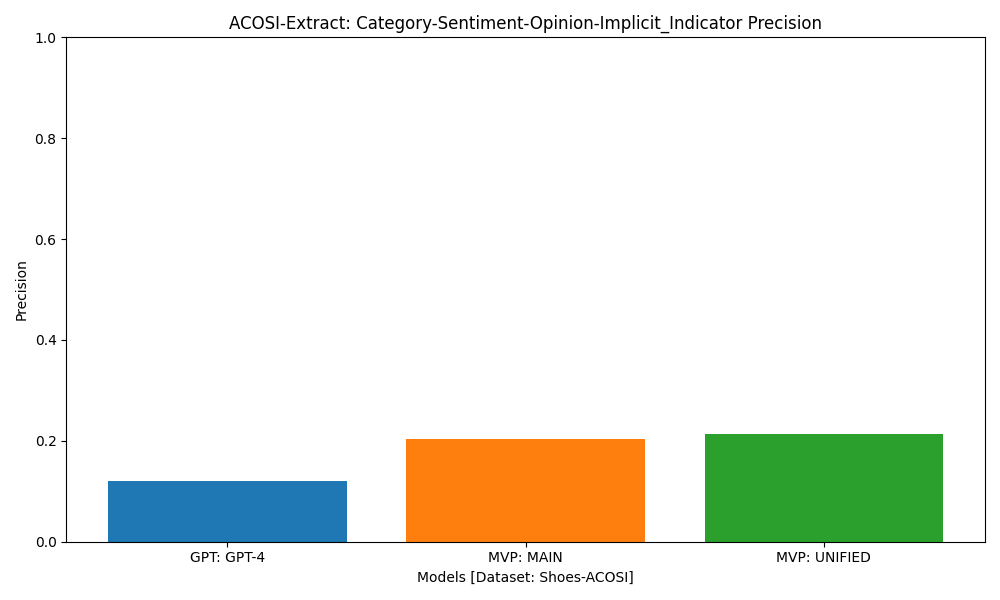 ACOSI-Extract: Category-Sentiment-Opinion-Implicit_Indicator Precision
1.0
0.8
0.6
0.4
0.2
0.0
Precision
GPT: GPT-4
MVP: MAIN
MVP: UNIFIED
Models [Dataset: Shoes-ACOSI]